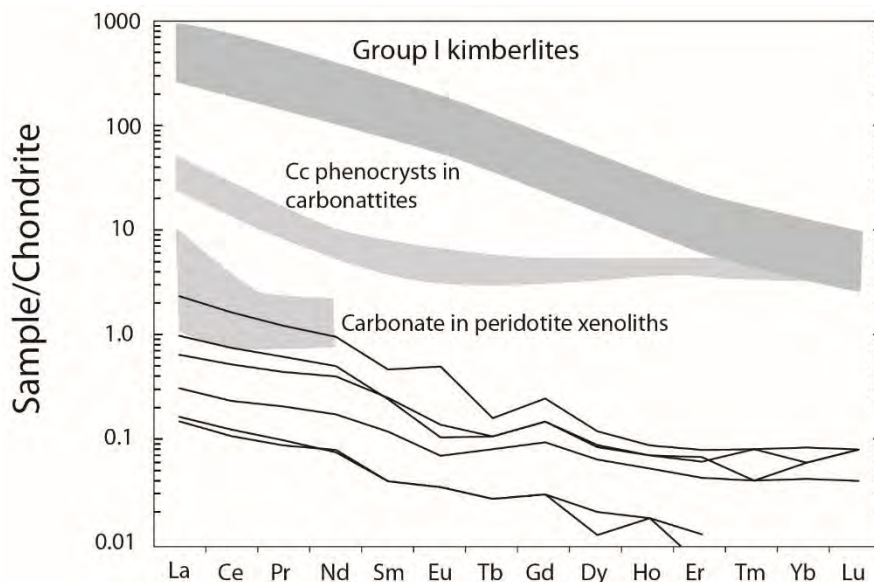 Sample/Chondrite
1000
100
10
1.0
0.1
0.01
Group I kimberlites
Cc phenocrysts in
carbonattites
Carbonate in peridotite xenoliths
La Ce Pr Nd Sm Eu Tb Gd Dy Ho Er Tm Yb Lu